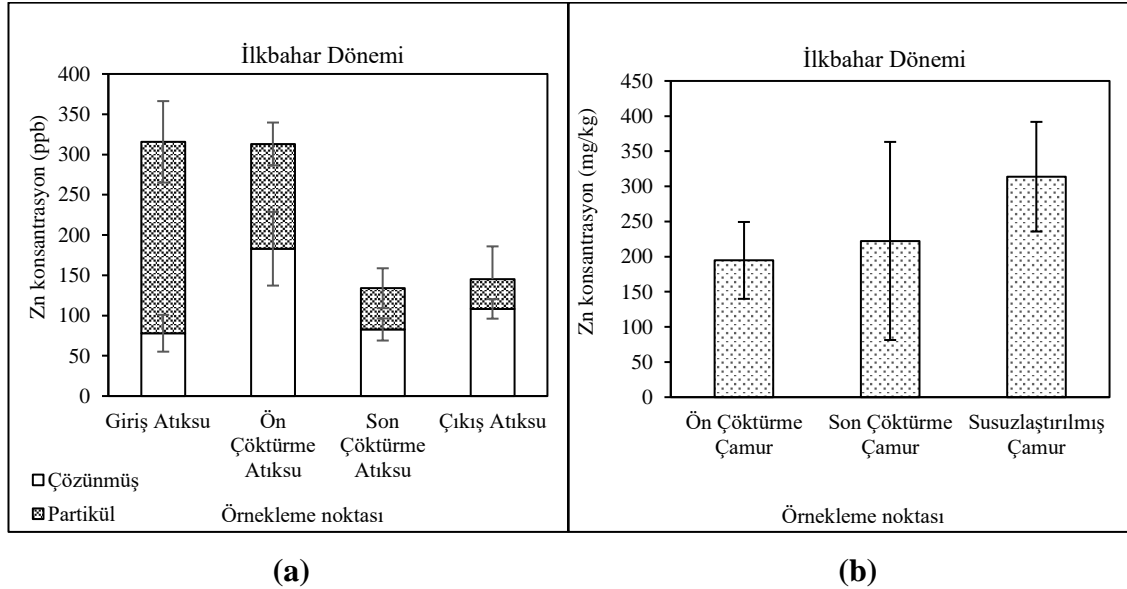 İlkbahar Dönemi
Zn konsantrasyon (ppb)
400
350
300
250
200
150
100
50
0
Giriş Atıksu
Ön
Çöktürme
Atıksu
Son
Çöktürme
Atıksu
Çıkış Atıksu
Çözünmüş
Partikül
Örnekleme noktası
(a)
İlkbahar Dönemi
Zn konsantrasyon (mg/kg)
450
400
350
300
250
200
150
100
50
0
Ön Çöktürme
Çamur
Son Çöktürme
Çamur
Susuzlaştırılmış
Çamur
Örnekleme noktası
(b)